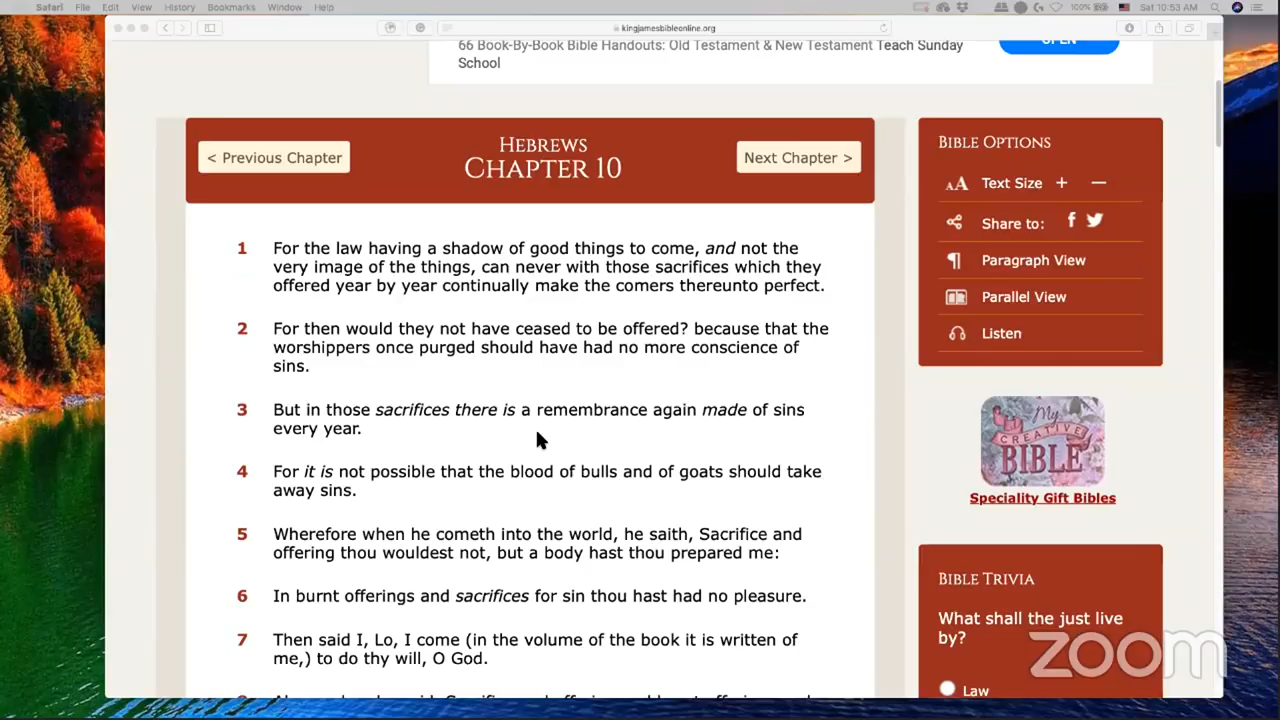 Safari File Edit View History Bookmarks Window Help
100% Sat 10:53 AM
kingjamesbibleonline.org
66 Book-By-Book Bible Handouts: Old Testament & New Testament Teach Sunday
School
OPEN
< Previous Chapter
Hebrews
Chapter 10
Next Chapter >
1 For the law having a shadow of good things to come, and not the
very image of the things, can never with those sacrifices which they
offered year by year continually make the comers thereunto perfect.
2 For then would they not have ceased to be offered? because that the
worshippers once purged should have had no more conscience of
sins.
3 But in those sacrifices there is a remembrance again made of sins
every year.
4 For it is not possible that the blood of bulls and of goats should take
away sins.
5 Wherefore when he cometh into the world, he saith, Sacrifice and
offering thou wouldest not, but a body hast thou prepared me:
6 In burnt offerings and sacrifices for sin thou hast had no pleasure.
7 Then said I, Lo, I come (in the volume of the book it is written of
me,) to do thy will, O God.
Bible Options
AA Text Size + −
Share to:
Paragraph View
Parallel View
Listen
My
CREATIVE
BIBLE
Speciality Gift Bibles
Bible Trivia
What shall the just live
by?
Law
zoom